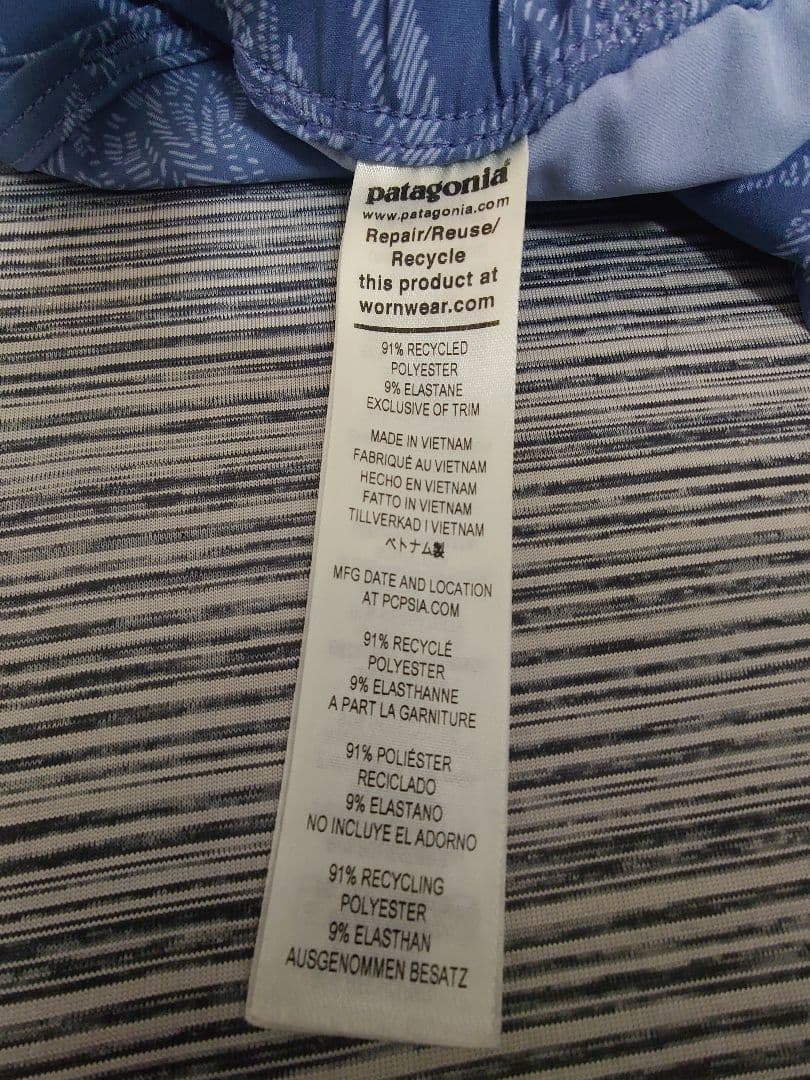 patagonia®
www.patagonia.com
Repair/Reuse/
Recycle
this product at
wornwear.com
91% RECYCLED
POLYESTER
9% ELASTANE
EXCLUSIVE OF TRIM
MADE IN VIETNAM
FABRIQUÉ AU VIETNAM
HECHO EN VIETNAM
FATTO IN VIETNAM
TILLVERKAD I VIETNAM
ベトナム製
MFG DATE AND LOCATION
AT PCPSIA.COM
91% RECYCLÉ
POLYESTER
9% ELASTHANNE
A PART LA GARNITURE
91% POLIÉSTER
RECICLADO
9% ELASTANO
NO INCLUYE EL ADORNO
91% RECYCLING
POLYESTER
9% ELASTHAN
AUSGENOMMEN BESATZ